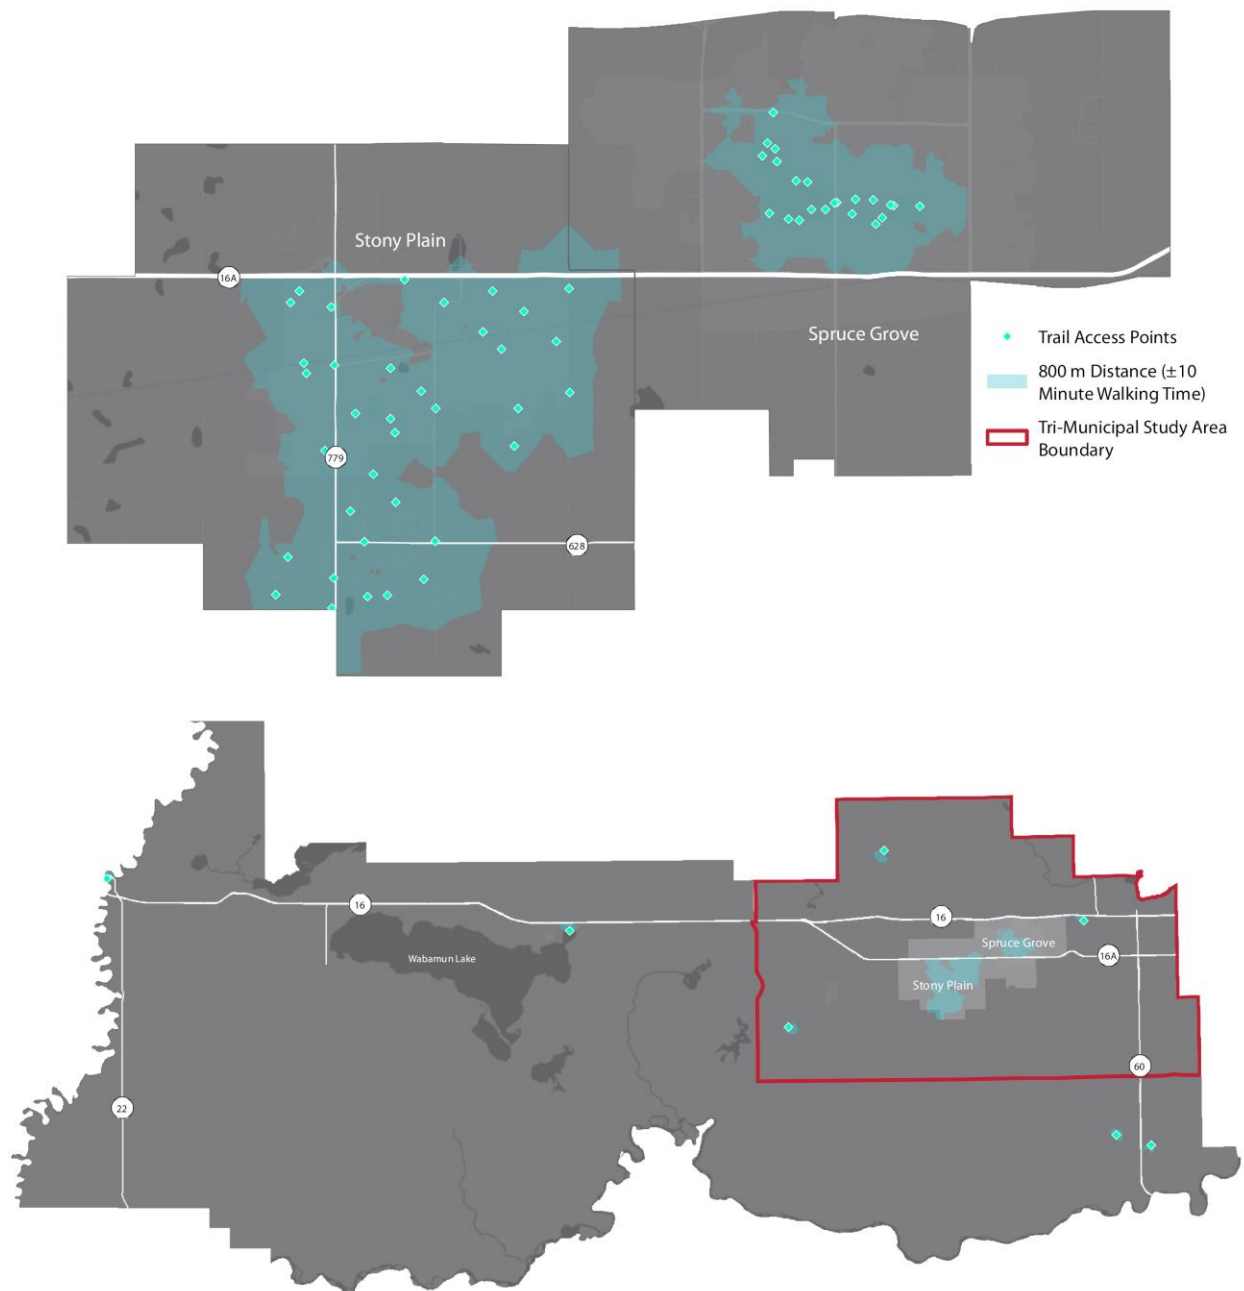 Stony Plain
16A
Spruce Grove
Trail Access Points
800 m Distance (±10
Minute Walking Time)
Tri-Municipal Study Area
Boundary
779
628
16
16
Spruce Grove
Wabamun Lake
16A
Stony Plain
60
22